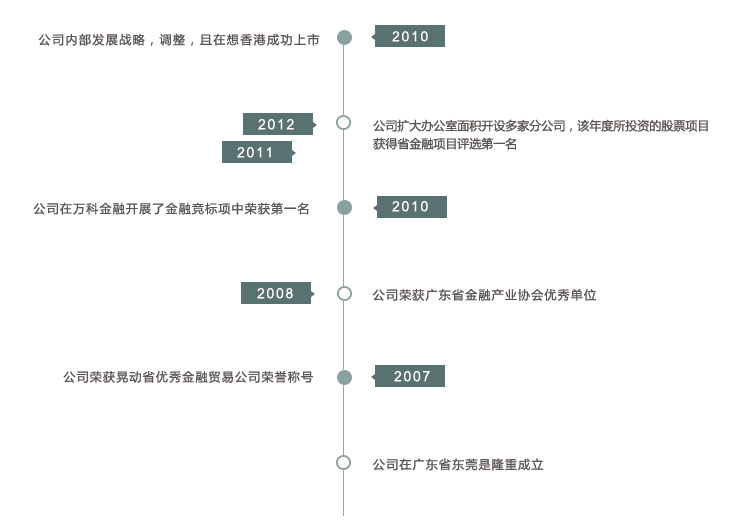 公司内部发展战略，调整，且在想香港成功上市
2010
2012
公司扩大办公室面积开设多家分公司，该年度所投资的股票项目
获得省金融项目评选第一名
2011
公司在万科金融开展了金融竞标项中荣获第一名
2010
2008
公司荣获广东省金融产业协会优秀单位
公司荣获晃动省优秀金融贸易公司荣誉称号
2007
公司在广东省东莞是隆重成立